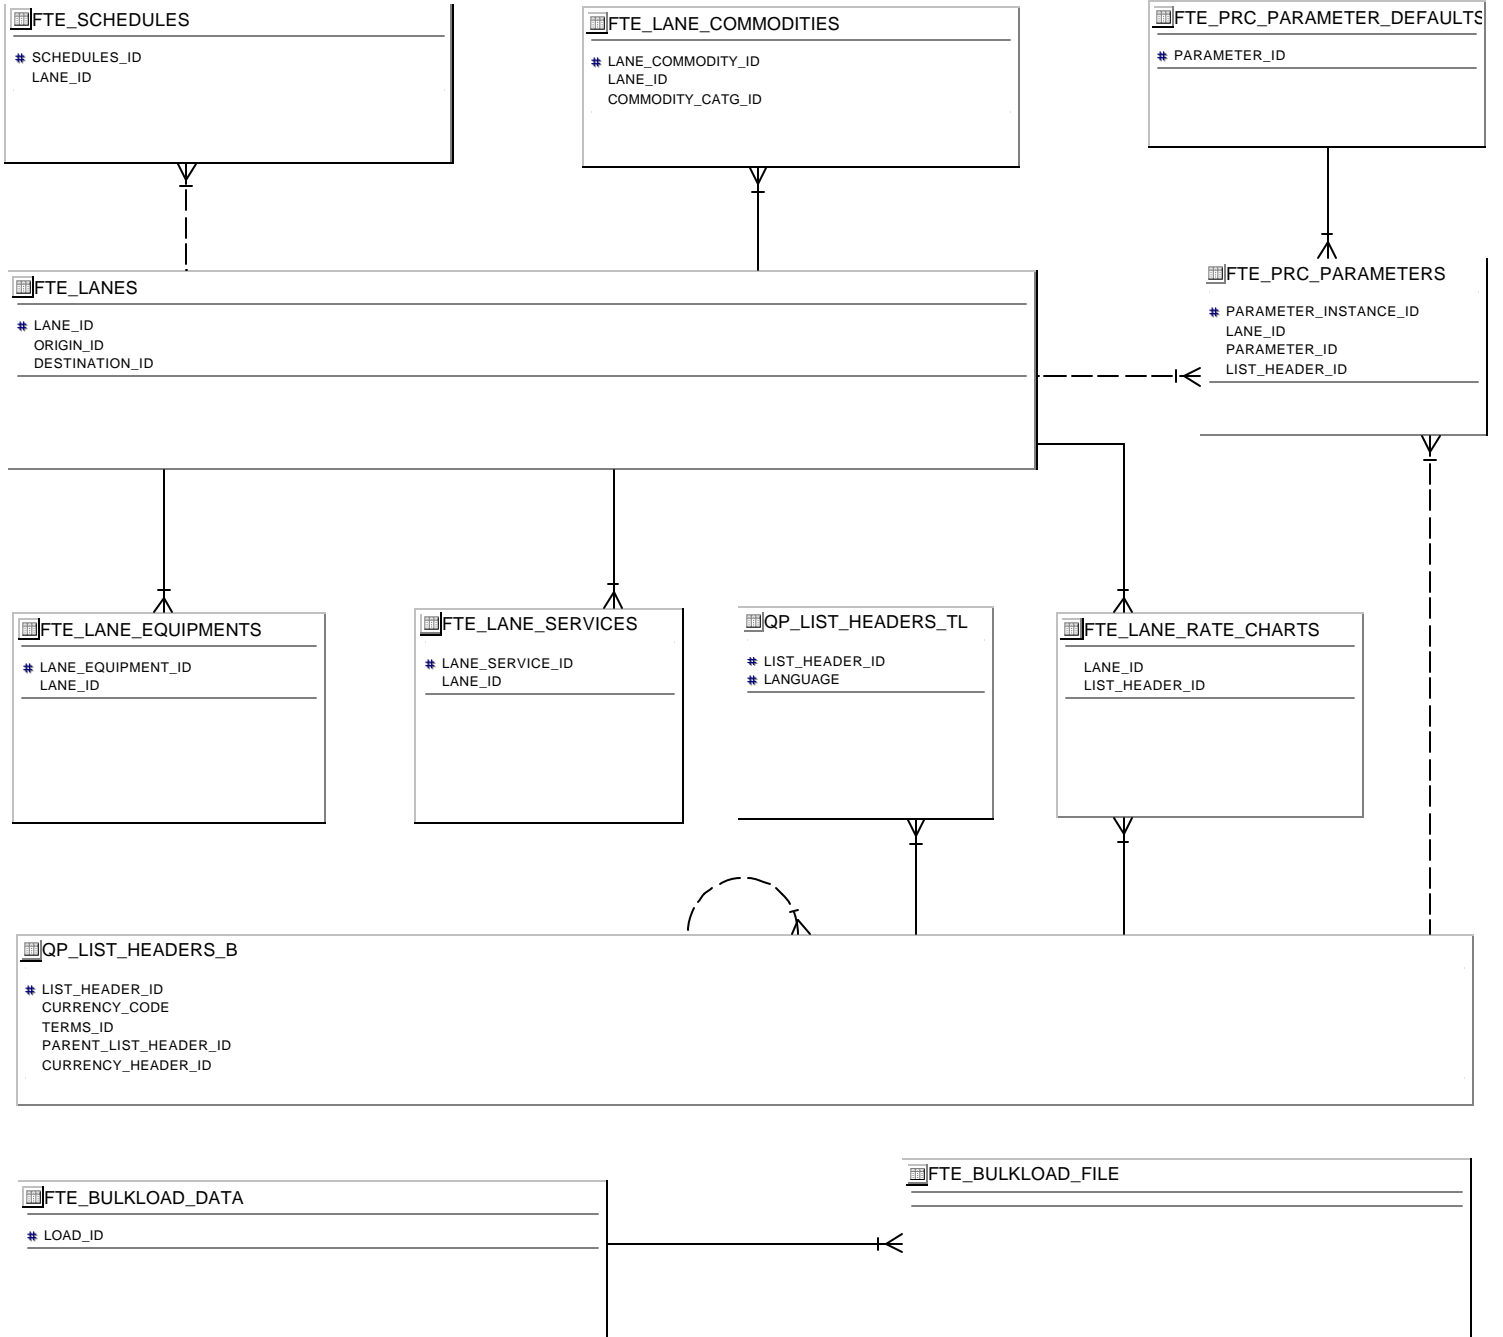 FTE_SCHEDULES
# SCHEDULES_ID
LANE_ID
FTE_LANE_COMMODITIES
# LANE_COMMODITY_ID
LANE_ID
COMMODITY_CATG_ID
FTE_PRC_PARAMETER_DEFAULTS
# PARAMETER_ID
FTE_LANES
# LANE_ID
ORIGIN_ID
DESTINATION_ID
FTE_PRC_PARAMETERS
# PARAMETER_INSTANCE_ID
LANE_ID
PARAMETER_ID
LIST_HEADER_ID
FTE_LANE_EQUIPMENTS
# LANE_EQUIPMENT_ID
LANE_ID
FTE_LANE_SERVICES
# LANE_SERVICE_ID
LANE_ID
QP_LIST_HEADERS_TL
# LIST_HEADER_ID
# LANGUAGE
FTE_LANE_RATE_CHARTS
LANE_ID
LIST_HEADER_ID
QP_LIST_HEADERS_B
# LIST_HEADER_ID
CURRENCY_CODE
TERMS_ID
PARENT_LIST_HEADER_ID
CURRENCY_HEADER_ID
FTE_BULKLOAD_DATA
# LOAD_ID
FTE_BULKLOAD_FILE